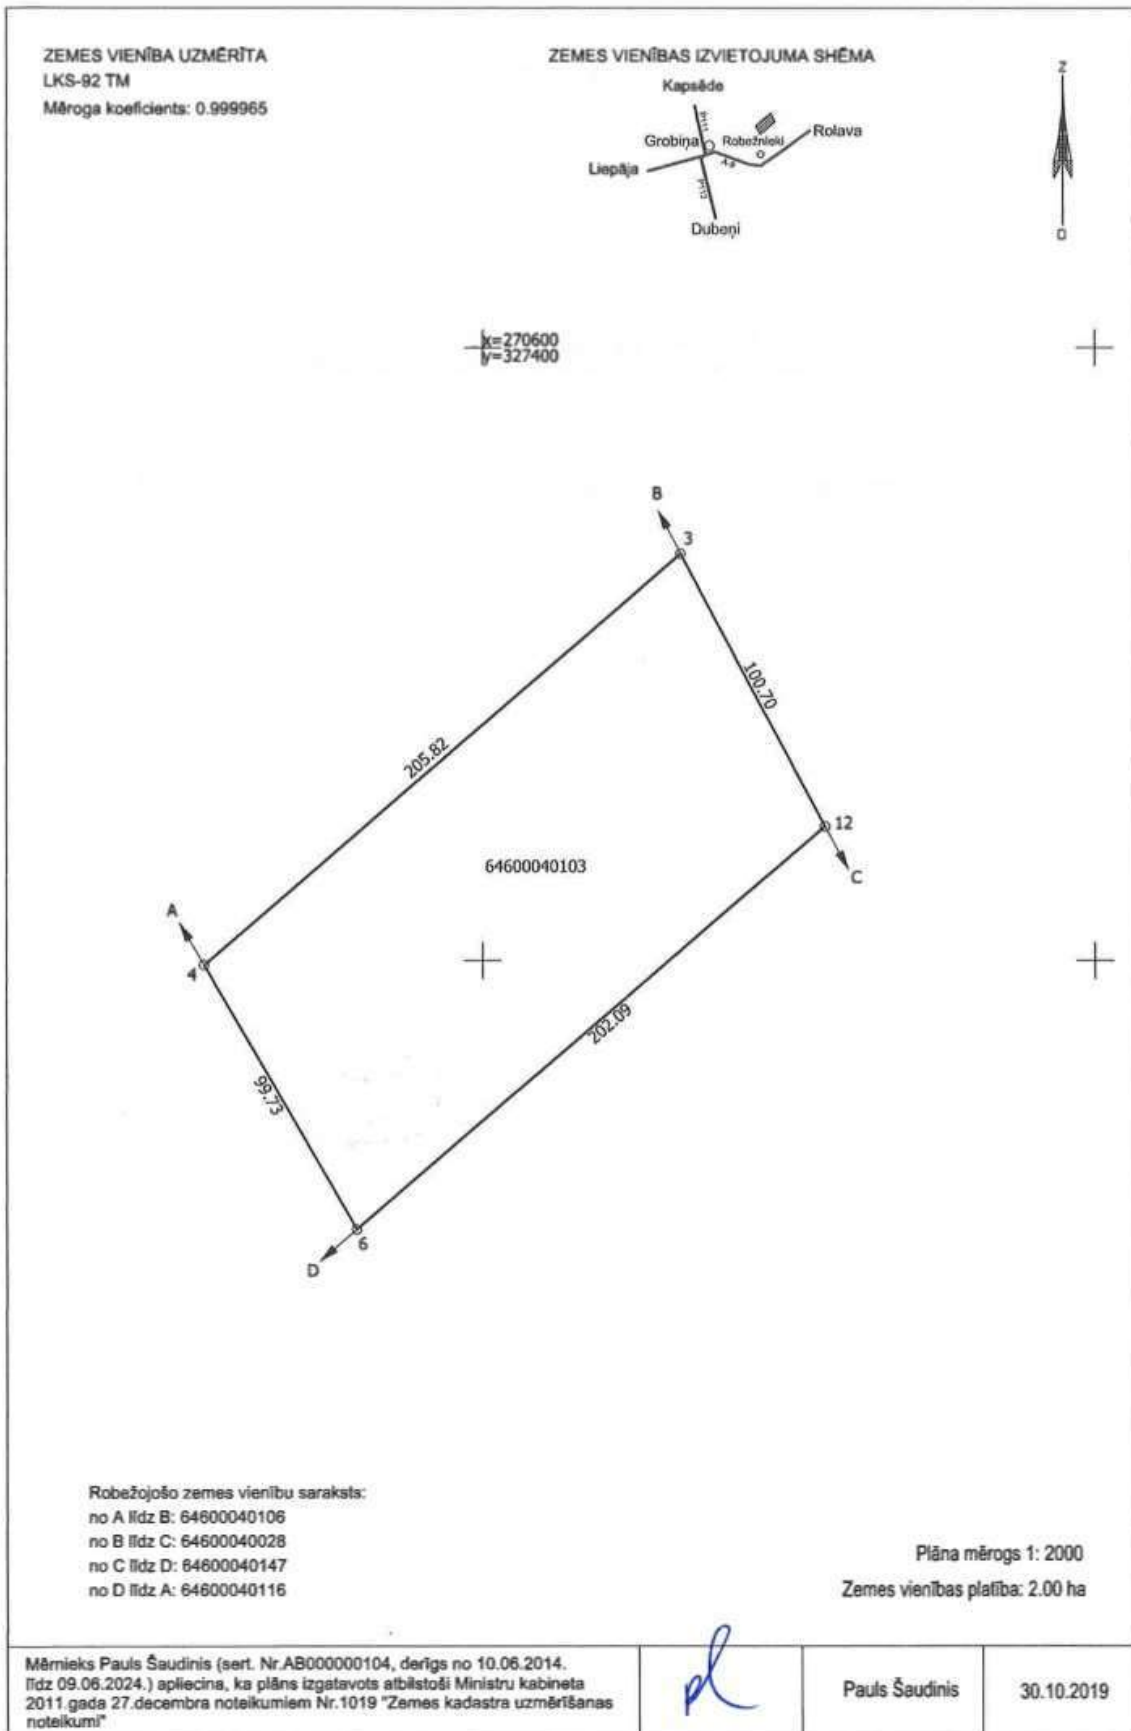 ZEMES VIENĪBA UZMĒRĪTA
LKS-92 TM
Mēroga koeficients: 0.999965
ZEMES VIENĪBAS IZVIETOJUMA SHĒMA
Kapsēde
P111
Grobiņa
Robežnieki
Rolava
Liepāja
A-9
P112
Dubeņi
Z
D
x=270600
y=327400
B
3
100.70
205.82
12
64600040103
C
A
4
202.09
99.73
6
D
Robežojošo zemes vienību saraksts:
no A līdz B: 64600040106
no B līdz C: 64600040028
no C līdz D: 64600040147
no D līdz A: 64600040116
Plāna mērogs 1: 2000
Zemes vienības platība: 2.00 ha
Mērnieks Pauls Šaudinis (sert. Nr.AB000000104, derīgs no 10.06.2014.
līdz 09.06.2024.) apliecina, ka plāns izgatavots atbilstoši Ministru kabineta
2011.gada 27.decembra noteikumiem Nr.1019 "Zemes kadastra uzmērīšanas
noteikumi"
Pauls Šaudinis
30.10.2019